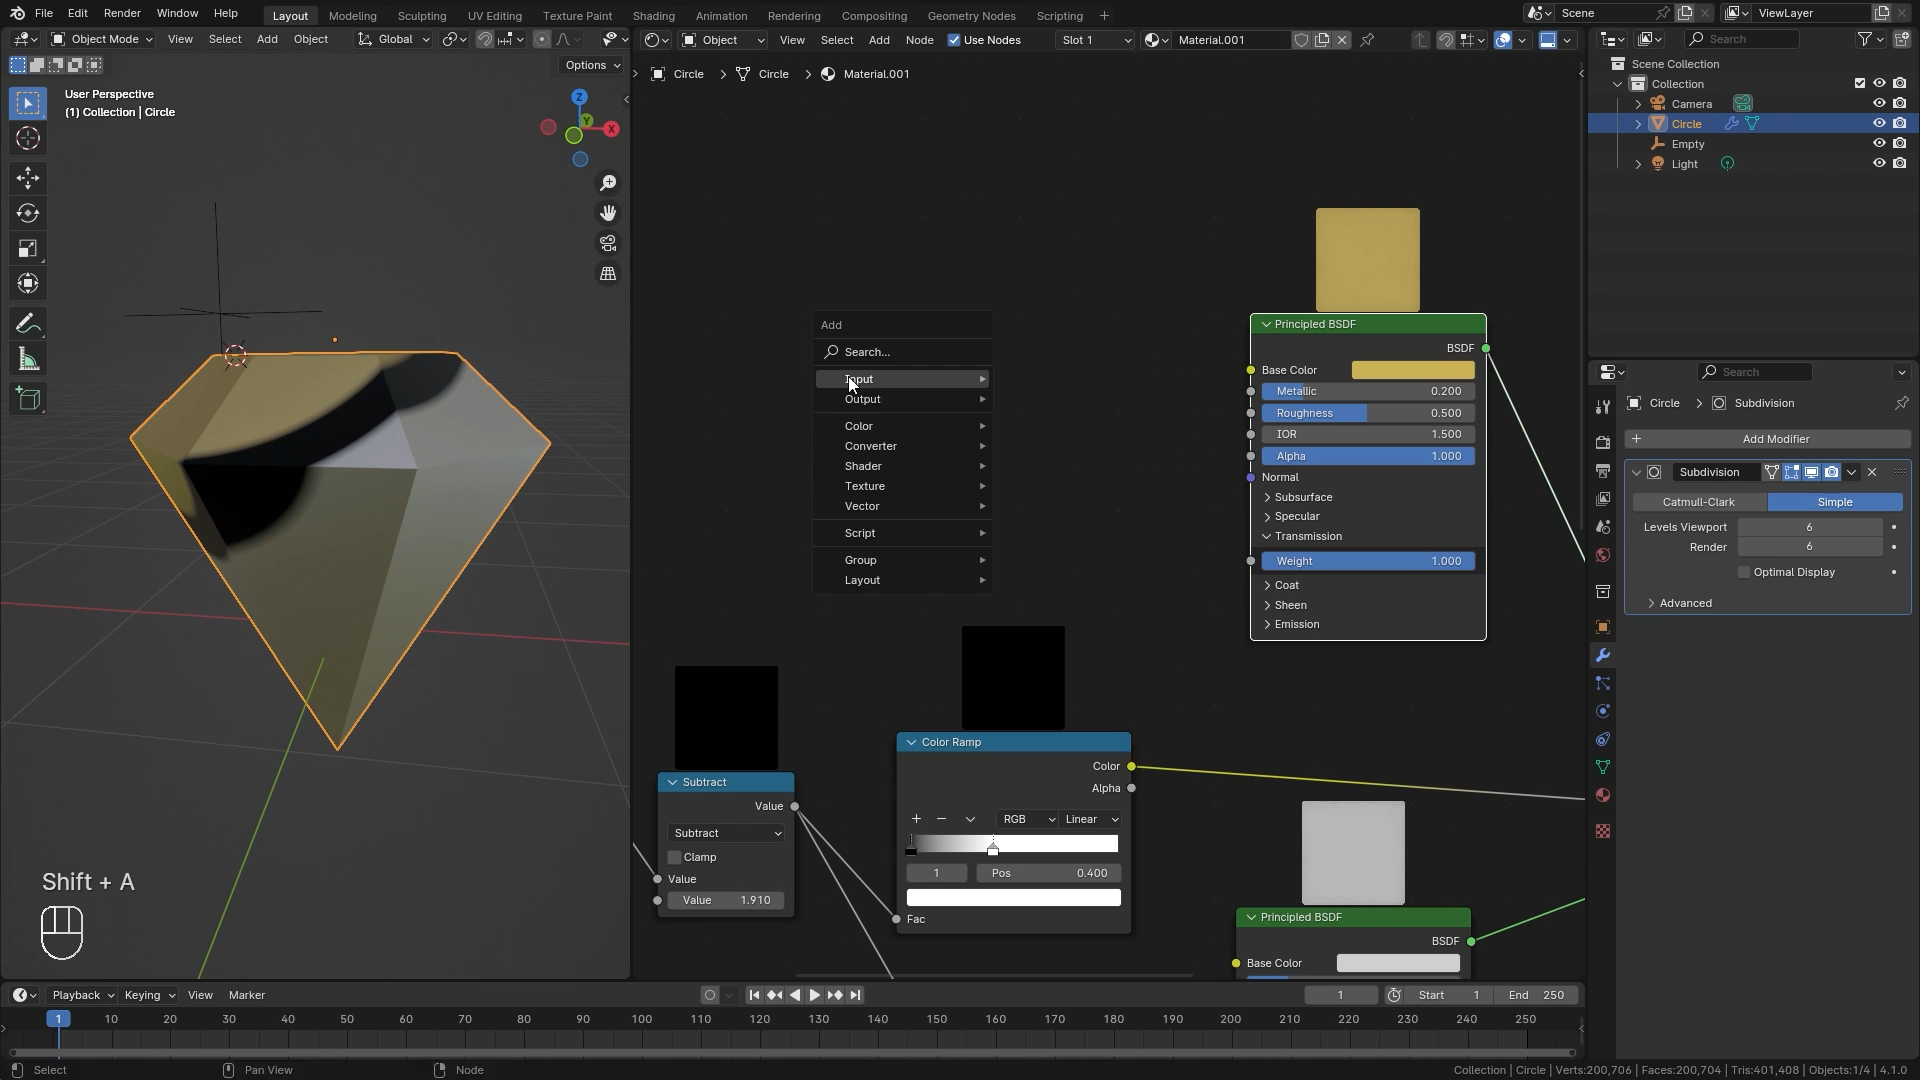 File Edit Render Window Help Layout Modeling Sculpting UV Editing Texture Paint Shading Animation Rendering Compositing Geometry Nodes Scripting + Scene ViewLayer
Object Mode View Select Add Object Global
Object View Select Add Node Use Nodes Slot 1 Material.001
Search
Options
Circle > Circle > Material.001
Scene Collection
Collection
Camera
Circle
Empty
Light
User Perspective
(1) Collection | Circle
Z
Y
X
Add
Search...
Input
Output
Color
Converter
Shader
Texture
Vector
Script
Group
Layout
Principled BSDF
BSDF
Base Color
Metallic 0.200
Roughness 0.500
IOR 1.500
Alpha 1.000
Normal
Subsurface
Specular
Transmission
Weight 1.000
Coat
Sheen
Emission
Search
Circle > Subdivision
Add Modifier
Subdivision
Catmull-Clark Simple
Levels Viewport 6
Render 6
Optimal Display
Advanced
Subtract
Value
Subtract
Clamp
Value
Value 1.910
Color Ramp
Color
Alpha
+ − RGB Linear
1 Pos 0.400
Fac
Principled BSDF
BSDF
Base Color
Shift + A
Playback Keying View Marker 1 Start 1 End 250
1 10 20 30 40 50 60 70 80 90 100 110 120 130 140 150 160 170 180 190 200 210 220 230 240 250
Select Pan View Node Collection | Circle | Verts:200,706 | Faces:200,704 | Tris:401,408 | Objects:1/4 | 4.1.0